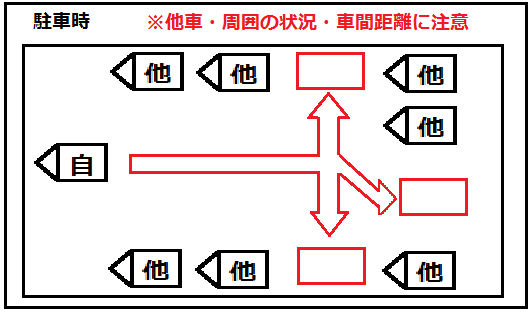 駐車時 ※他車・周囲の状況・車間距離に注意
他 他 他
他
自
他 他 他